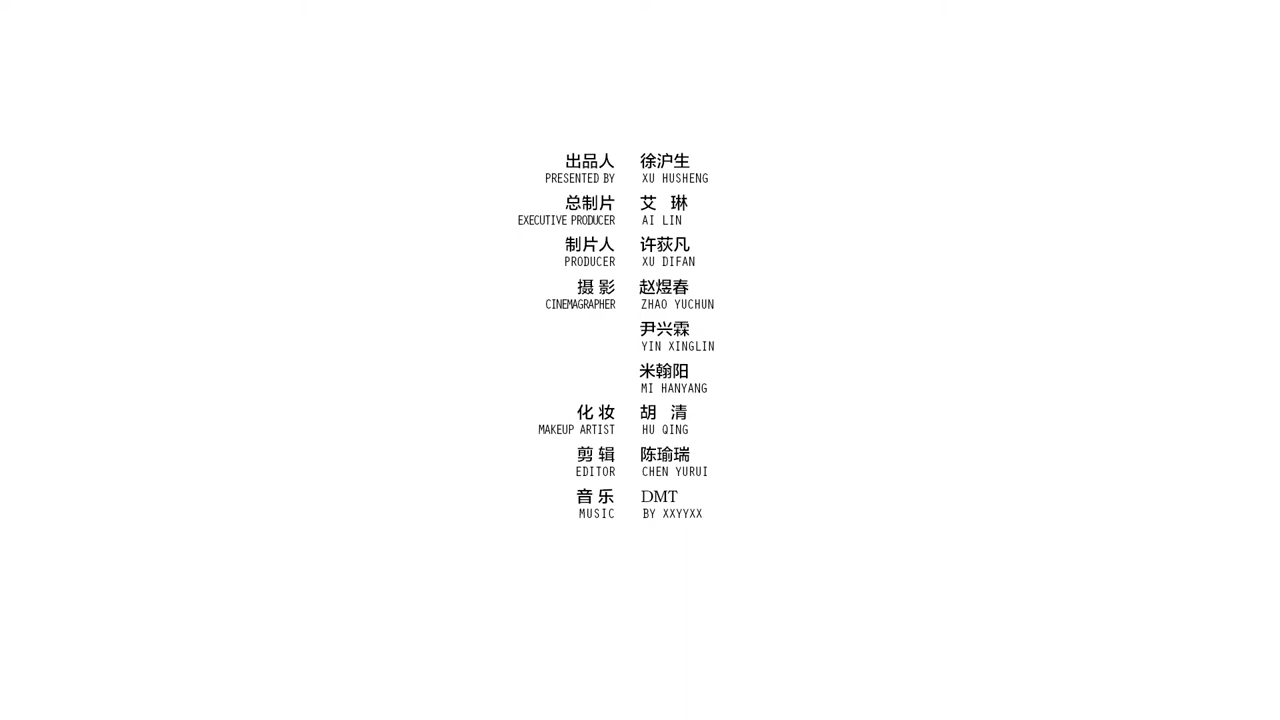 出品人 徐沪生
PRESENTED BY XU HUSHENG
总制片 艾 琳
EXECUTIVE PRODUCER AI LIN
制片人 许荻凡
PRODUCER XU DIFAN
摄 影 赵煜春
CINEMAGRAPHER ZHAO YUCHUN
尹兴霖
YIN XINGLIN
米翰阳
MI HANYANG
化 妆 胡 清
MAKEUP ARTIST HU QING
剪 辑 陈瑜瑞
EDITOR CHEN YURUI
音 乐 DMT
MUSIC BY XXYYXX